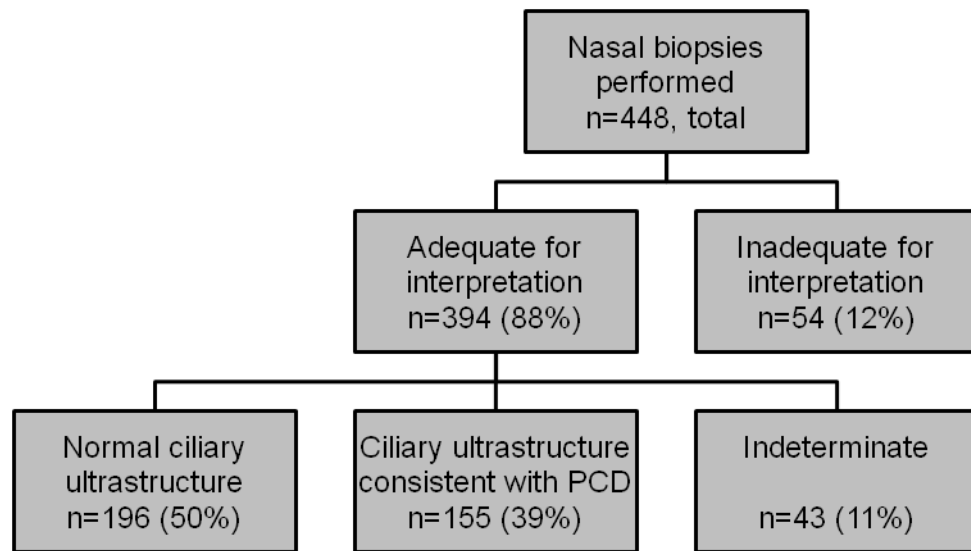 Nasal biopsies
performed
n=448, total
Adequate for
interpretation
n=394 (88%)
Inadequate for
interpretation
n=54 (12%)
Normal ciliary
ultrastructure
n=196 (50%)
Ciliary ultrastructure
consistent with PCD
n=155 (39%)
Indeterminate
n=43 (11%)